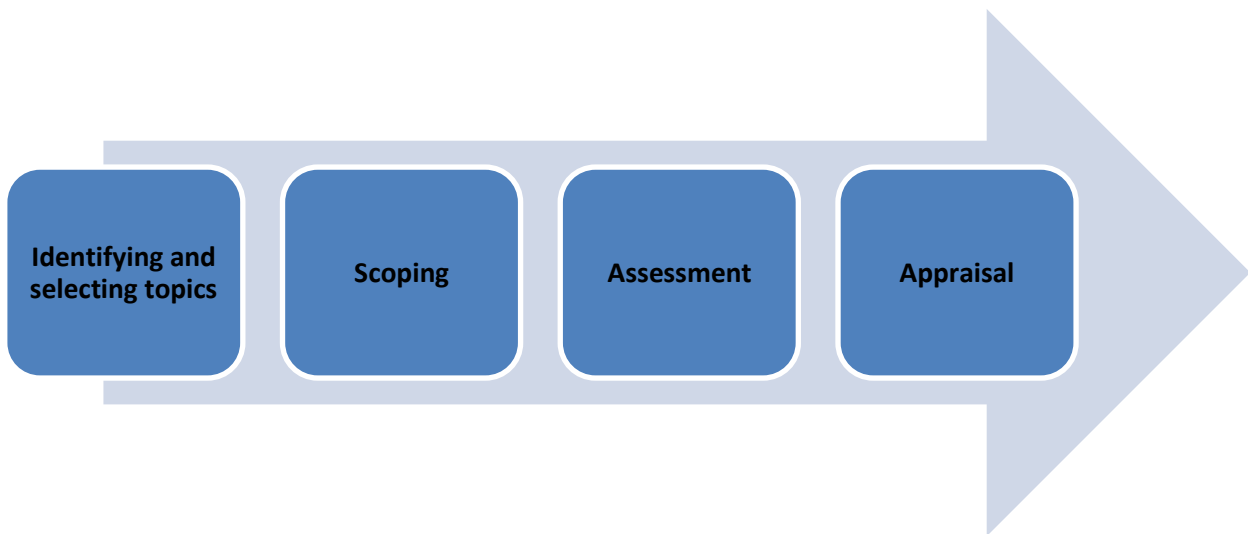 Identifying and
selecting topics
Scoping
Assessment
Appraisal